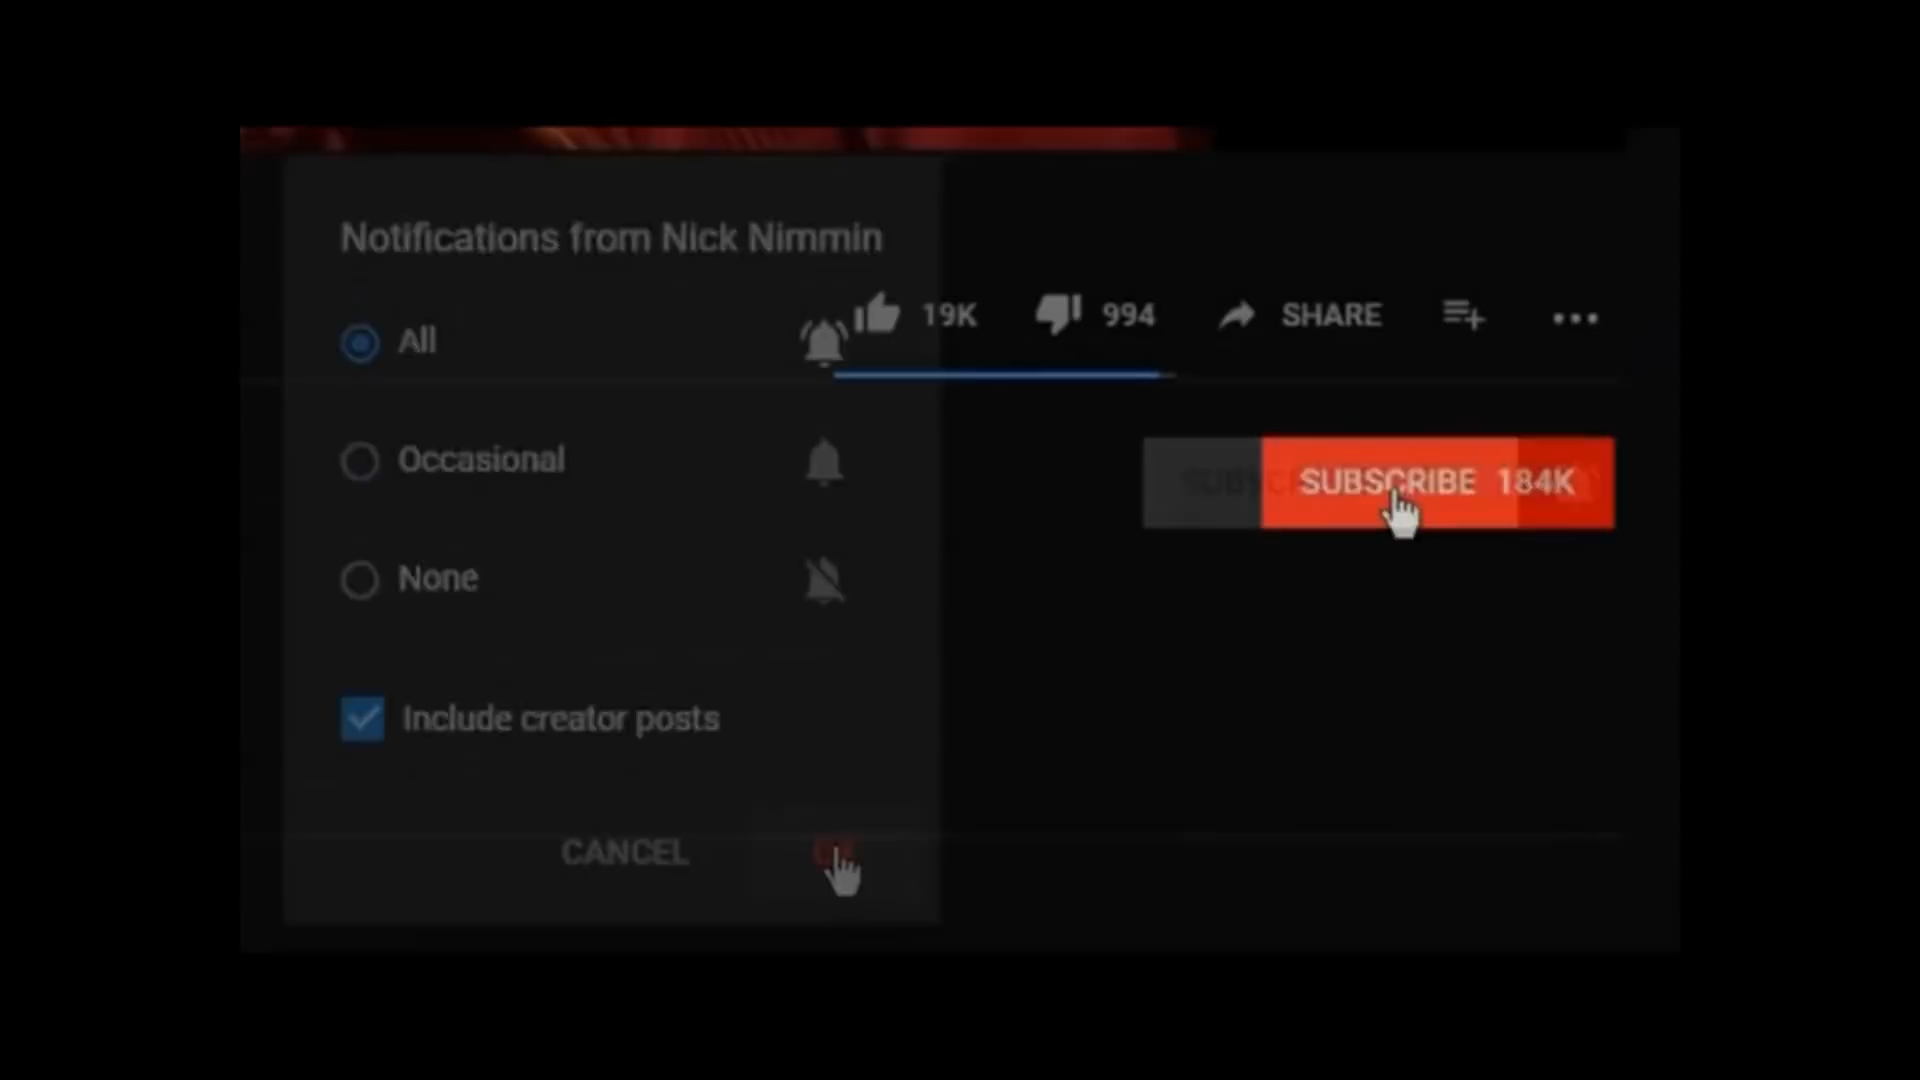 Notifications from Nick Nimmin
All
19K 994 SHARE
Occasional
SUBSCRIBE 184K
None
Include creator posts
CANCEL